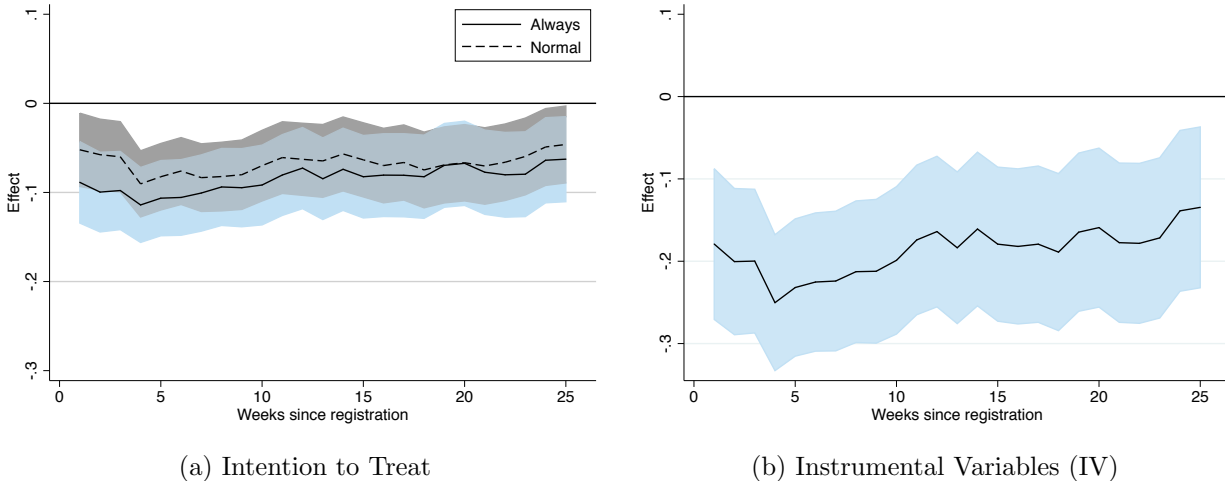 .1
0
-.1
-.2
-.3
Effect
0
5
10
15
20
25
Weeks since registration
Always
Normal
(a) Intention to Treat
.1
0
-.1
-.2
-.3
Effect
0
5
10
15
20
25
Weeks since registration
(b) Instrumental Variables (IV)